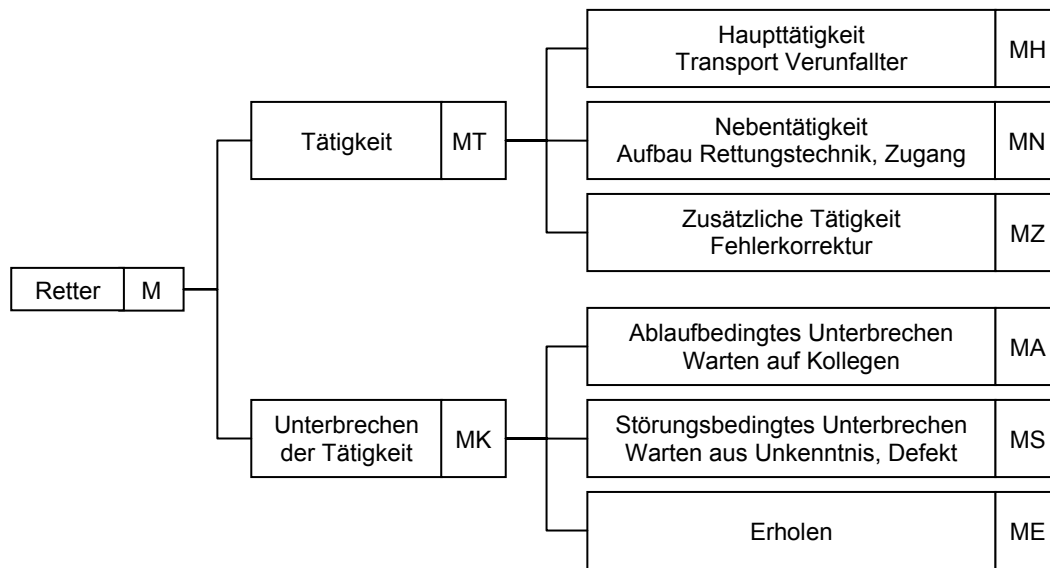 Haupttätigkeit
Transport Verunfallter
MH
Tätigkeit
MT
Nebentätigkeit
Aufbau Rettungstechnik, Zugang
MN
Zusätzliche Tätigkeit
Fehlerkorrektur
MZ
Retter
M
Ablaufbedingtes Unterbrechen
Warten auf Kollegen
MA
Unterbrechen
der Tätigkeit
MK
Störungsbedingtes Unterbrechen
Warten aus Unkenntnis, Defekt
MS
Erholen
ME